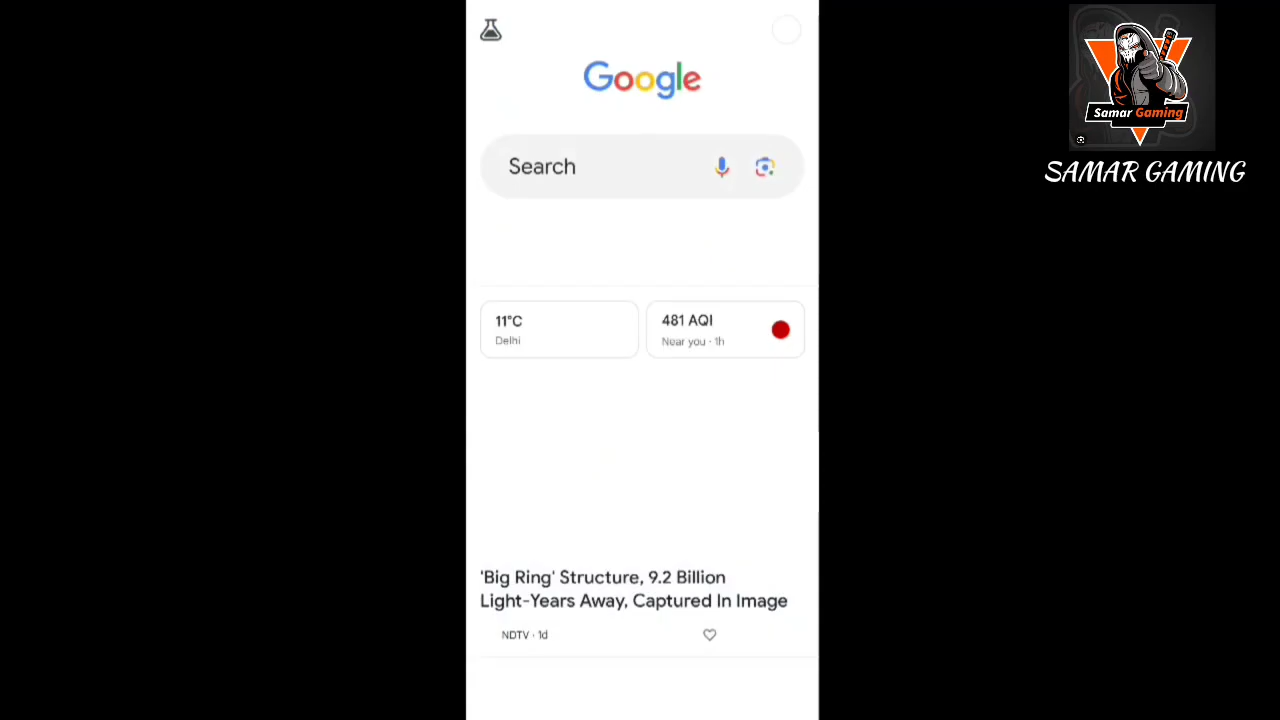 Google
Search
11°C
Delhi
481 AQI
Near you · 1h
'Big Ring' Structure, 9.2 Billion
Light-Years Away, Captured In Image
NDTV · 1d
Samar Gaming
SAMAR GAMING